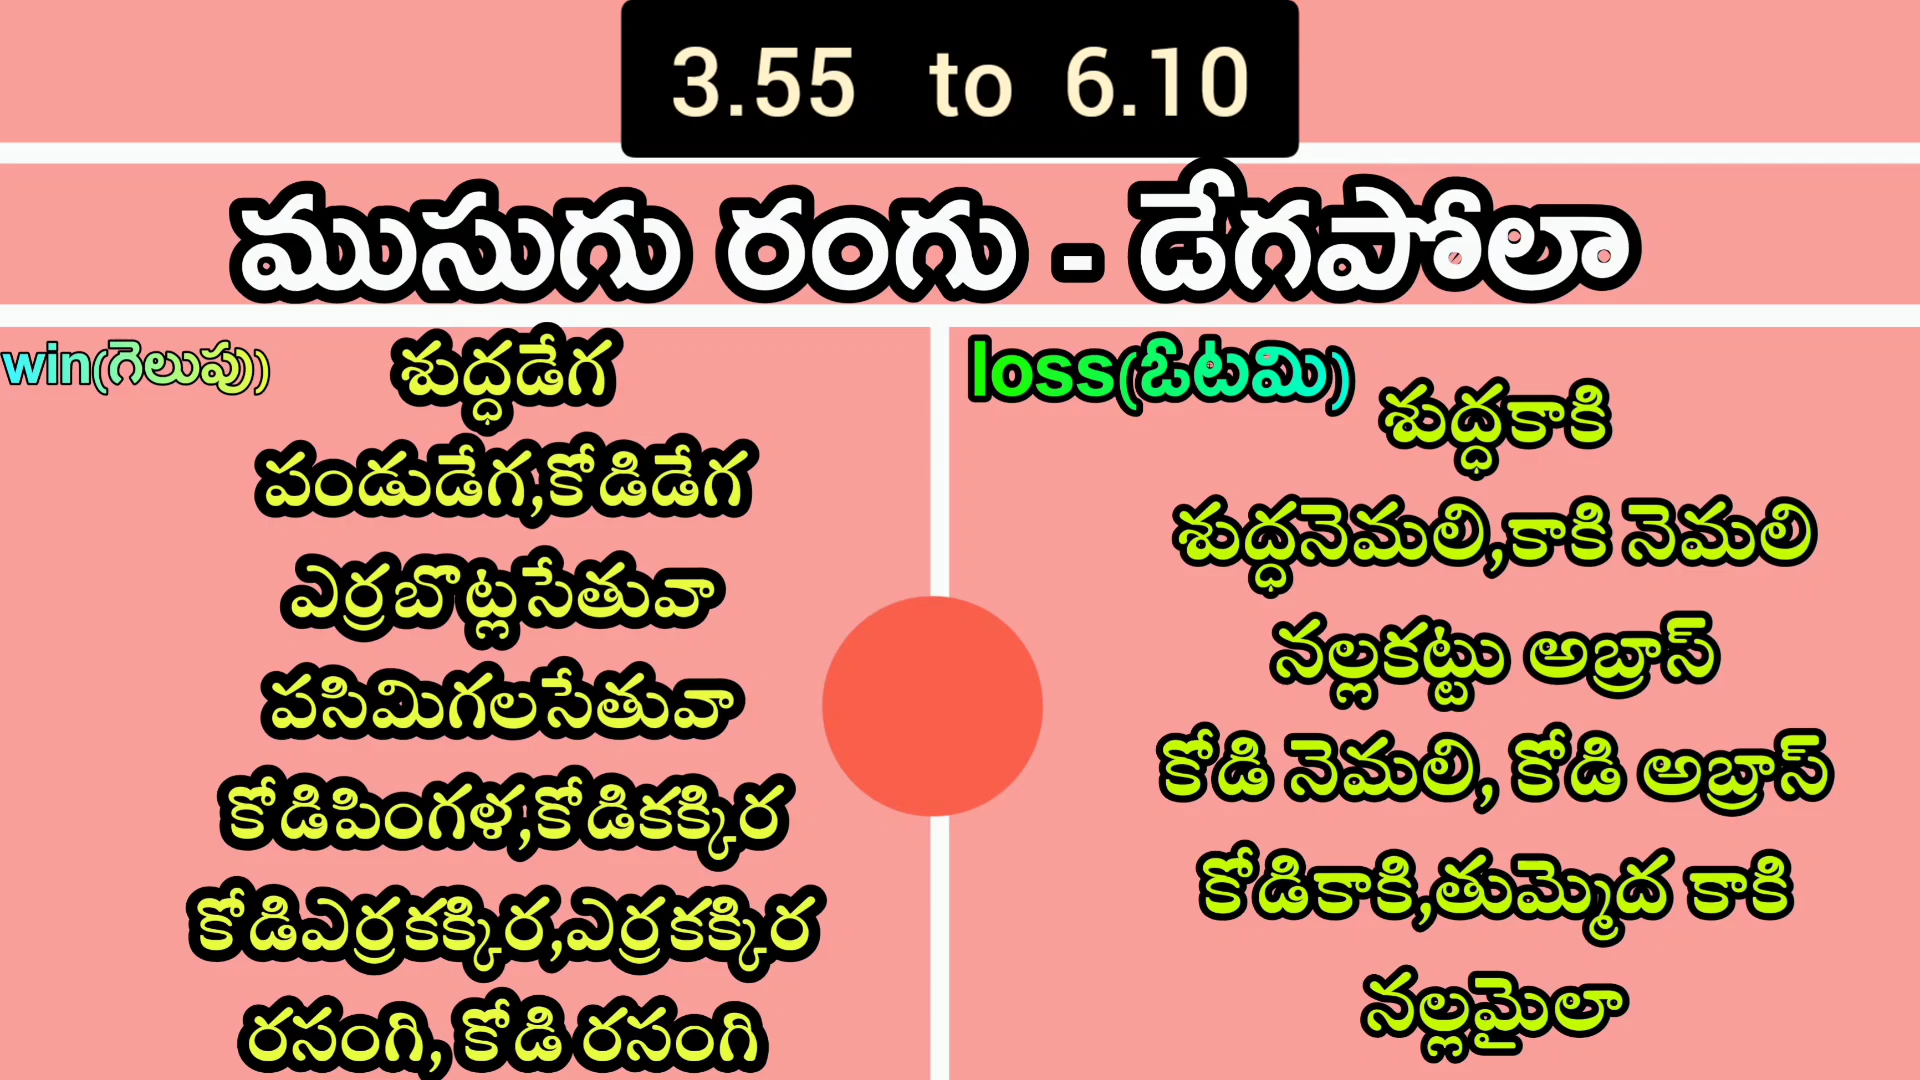 3.55 to 6.10
ముసుగు రంగు - డేగపోలా
win(గెలుపు)
శుద్ధడేగ
పండుడేగ,కోడిడేగ
ఎర్రబొట్లసేతువా
పసిమిగలసేతువా
కోడిపింగళ,కోడికక్కిర
కోడిఎర్రకక్కిర,ఎర్రకక్కిర
రసంగి, కోడి రసంగి
loss(ఓటమి)
శుద్ధకాకి
శుద్ధనెమలి,కాకి నెమలి
నల్లకట్టు అబ్రాస్
కోడి నెమలి, కోడి అబ్రాస్
కోడికాకి,తుమ్మెద కాకి
నల్లమైలా